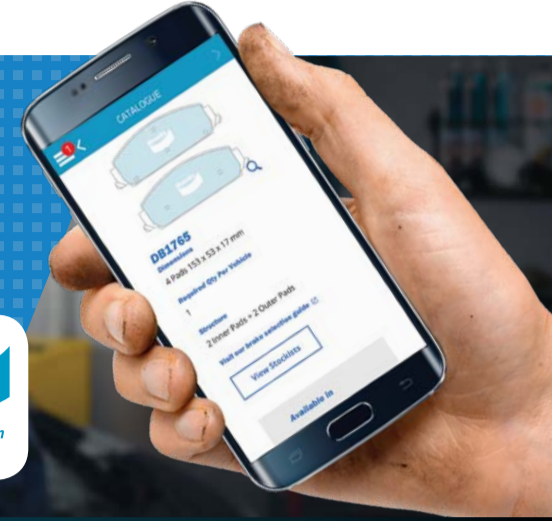 CATALOGUE
1
DB1765
Dimensions
4 Pads 153 x 53 x 17 mm
Required Qty Per Vehicle
1
Structure
2 Inner Pads + 2 Outer Pads
Visit our brake selection guide
View Stockists
Available In
n